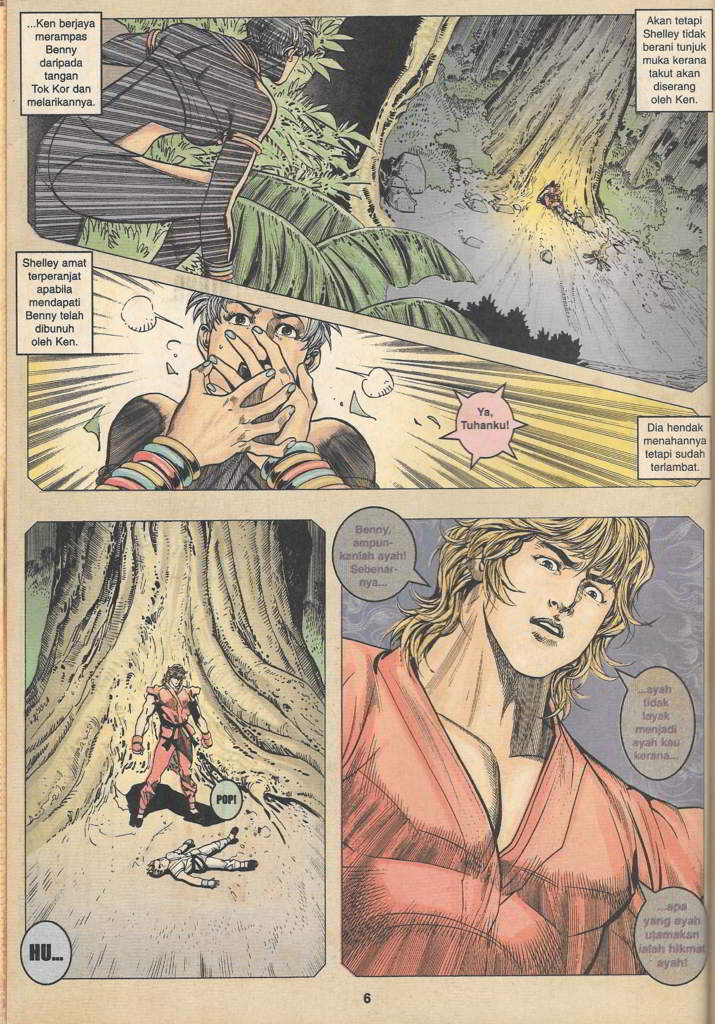 ...Ken berjaya
merampas
Benny
daripada
tangan
Tok Kor dan
melarikannya.
Akan tetapi
Shelley tidak
berani tunjuk
muka kerana
takut akan
diserang
oleh Ken.
Shelley amat
terperanjat
apabila
mendapati
Benny telah
dibunuh
oleh Ken.
Ya,
Tuhanku!
Dia hendak
menahannya
tetapi sudah
terlambat.
POP!
HU...
Benny,
ampun-
kanlah ayah!
Sebenar-
nya...
...ayah
tidak
layak
menjadi
ayah kau
kerana...
...apa
yang ayah
utamakan
ialah hikmat
ayah!
6